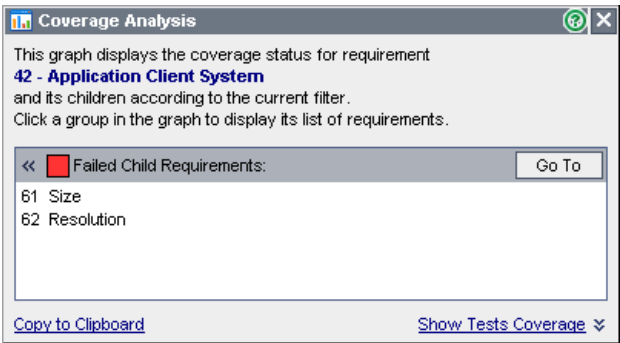 Coverage Analysis
This graph displays the coverage status for requirement
42 - Application Client System
and its children according to the current filter.
Click a group in the graph to display its list of requirements.
Failed Child Requirements: Go To
61 Size
62 Resolution
Copy to Clipboard Show Tests Coverage